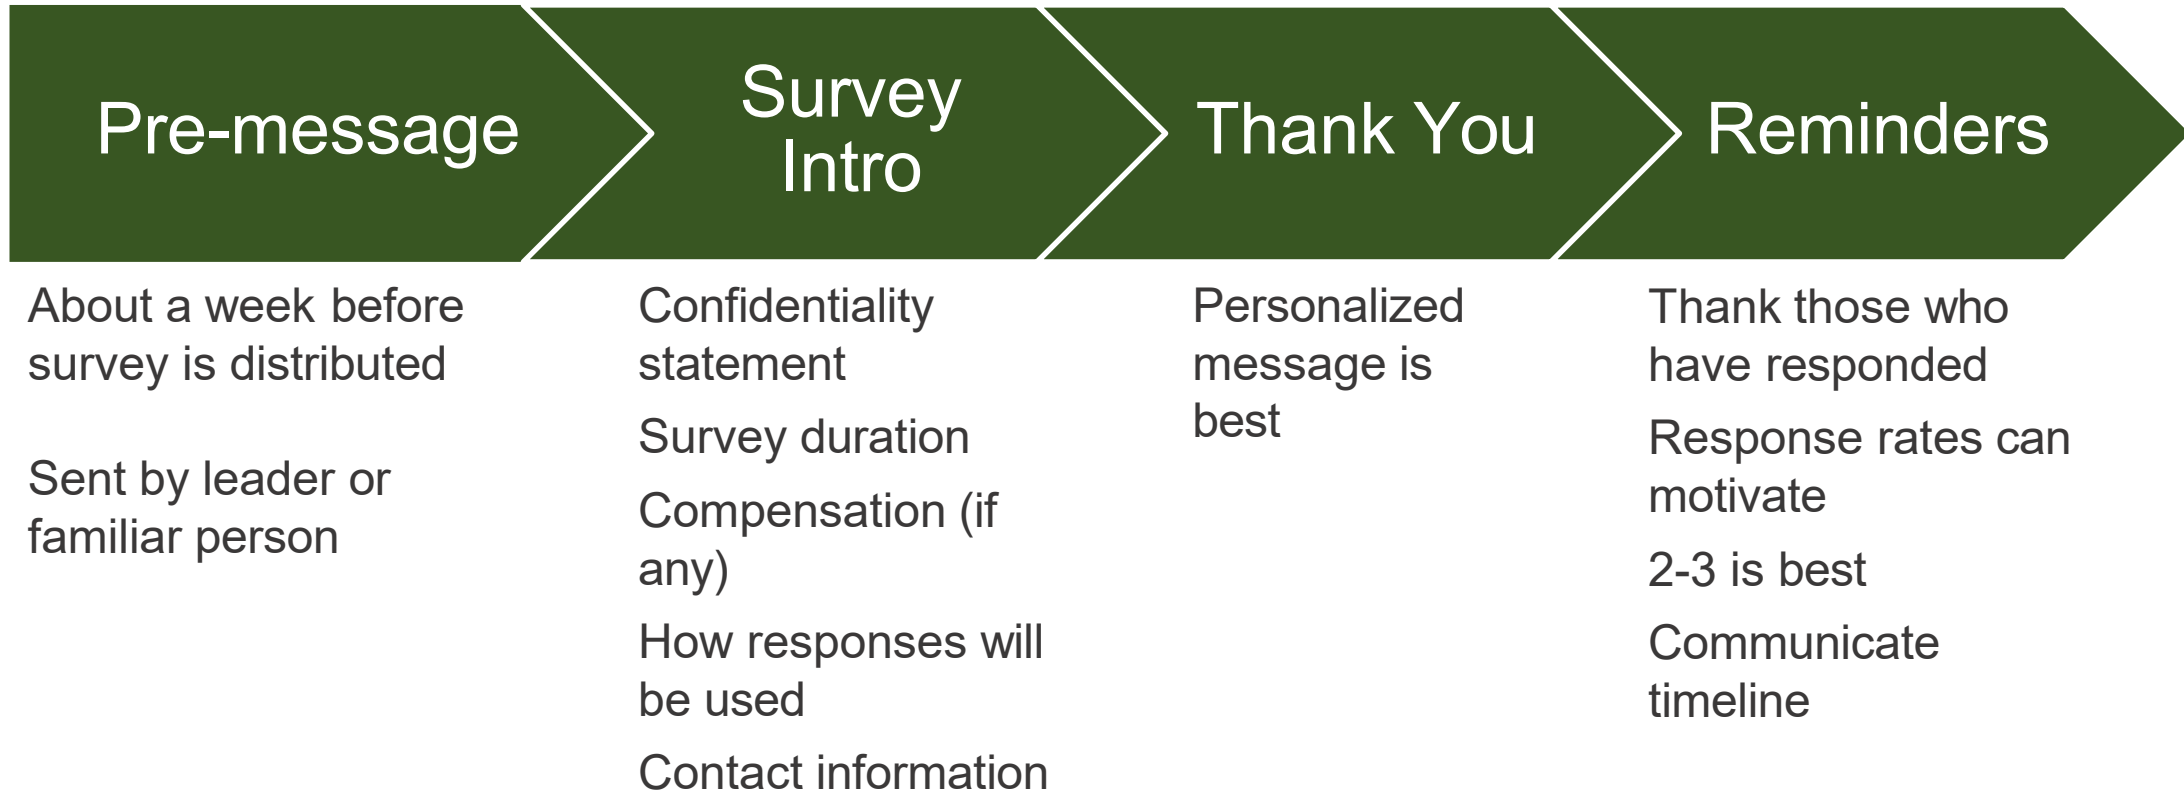 Pre-message
Survey
Intro
Thank You
Reminders
About a week before
survey is distributed
Sent by leader or
familiar person
Confidentiality
statement
Survey duration
Compensation (if
any)
How responses will
be used
Contact information
Personalized
message is
best
Thank those who
have responded
Response rates can
motivate
2-3 is best
Communicate
timeline